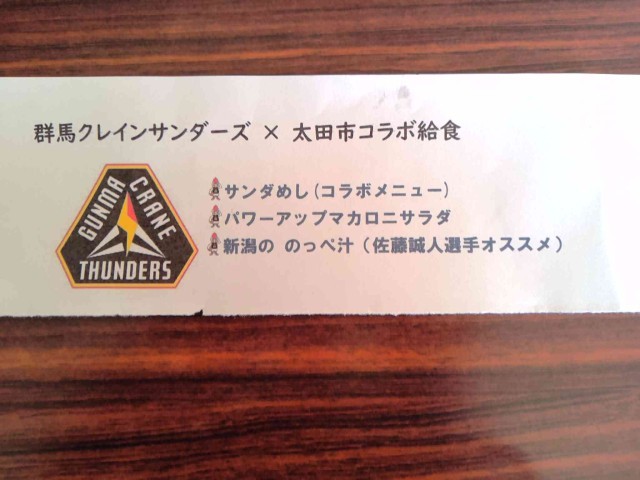 群馬クレインサンダーズ × 太田市コラボ給食
GUNMA CRANE
THUNDERS
サンダめし(コラボメニュー)
パワーアップマカロニサラダ
新潟の のっぺ汁(佐藤誠人選手オススメ)